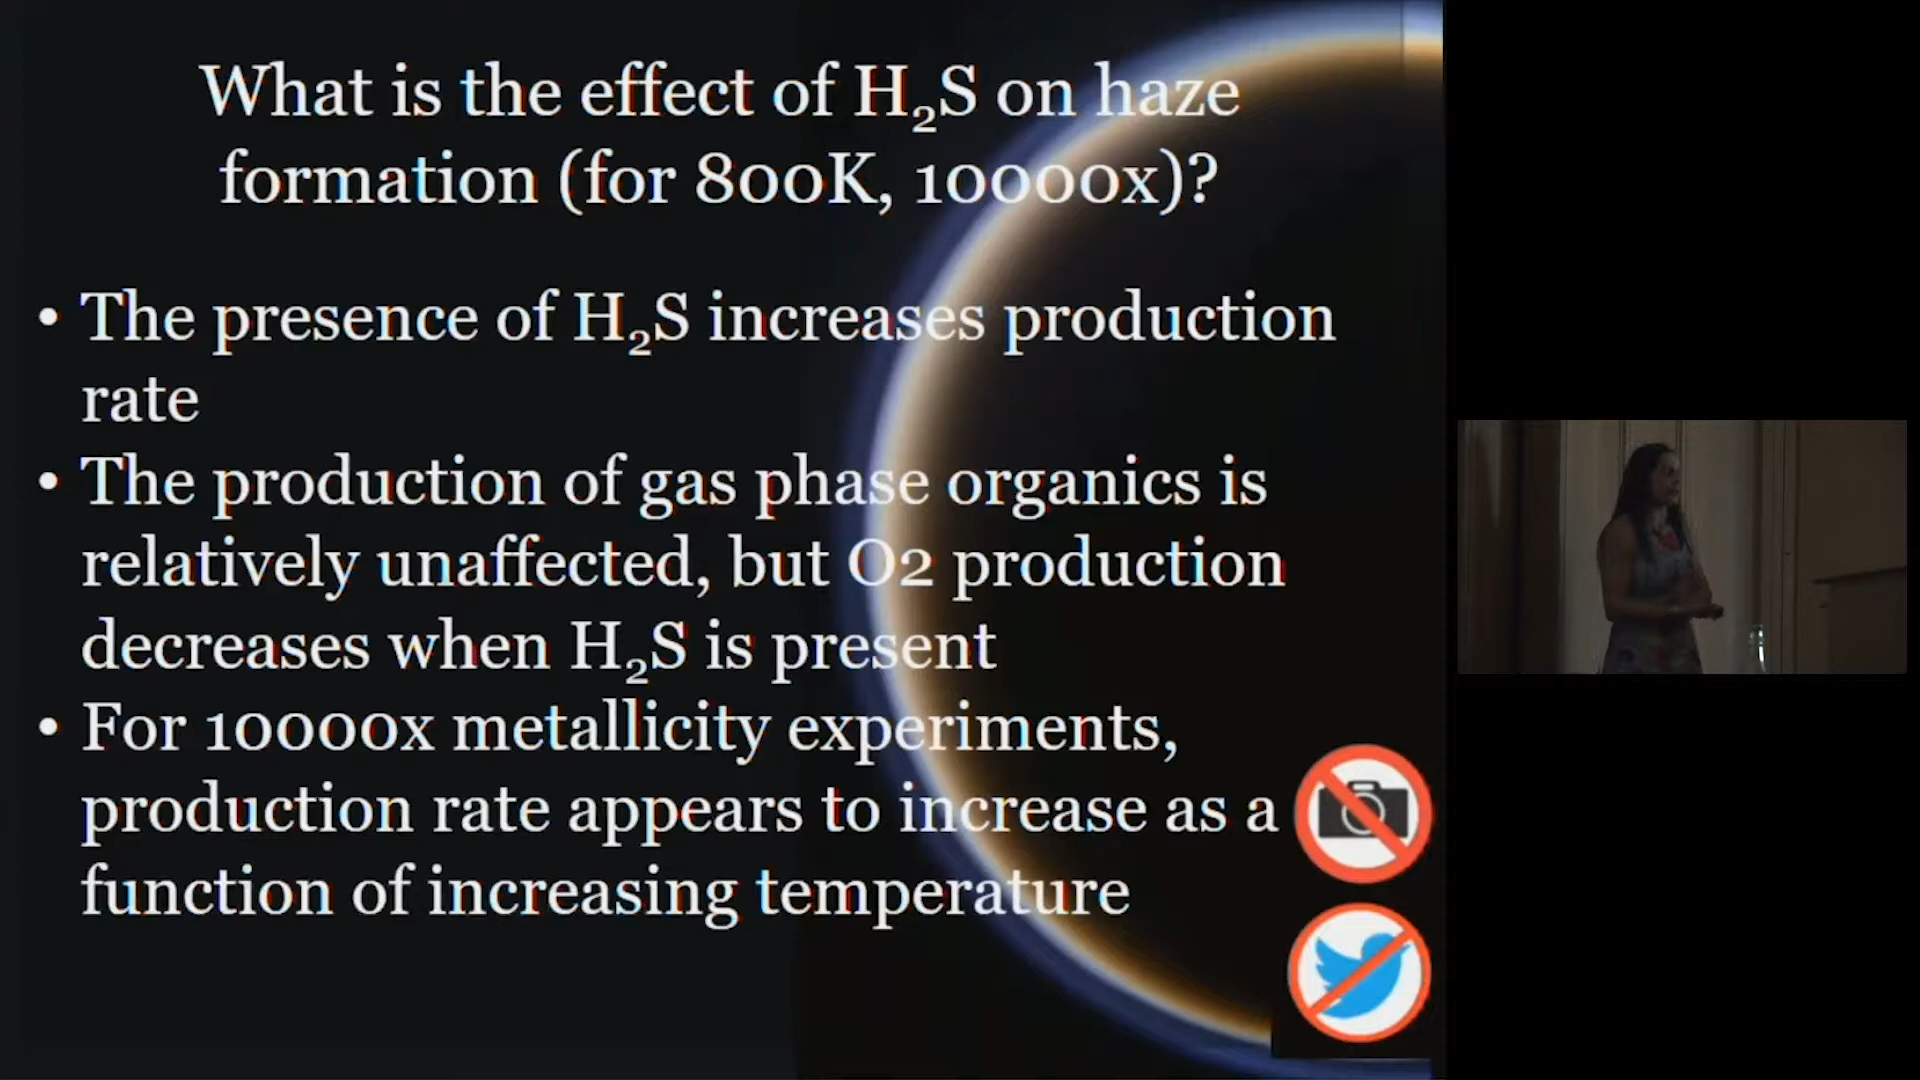 What is the effect of H₂S on haze
formation (for 800K, 10000x)?
• The presence of H₂S increases production
rate
• The production of gas phase organics is
relatively unaffected, but O2 production
decreases when H₂S is present
• For 10000x metallicity experiments,
production rate appears to increase as a
function of increasing temperature